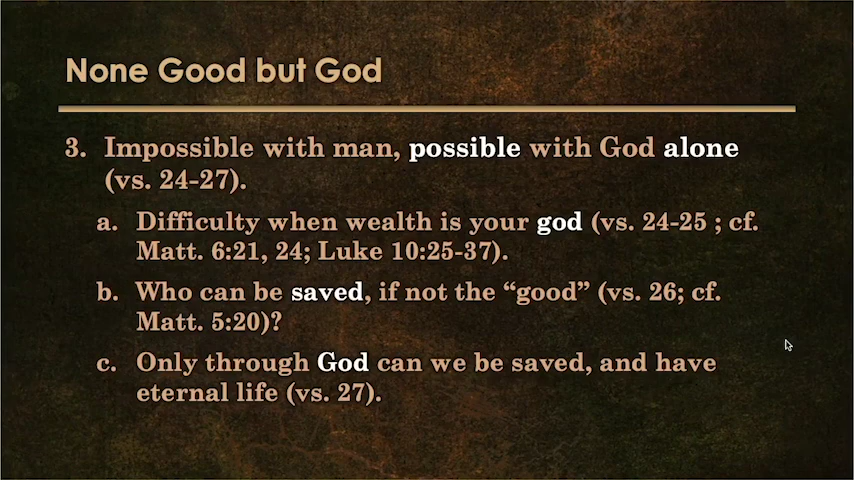 None Good but God
3. Impossible with man, possible with God alone
(vs. 24-27).
a. Difficulty when wealth is your god (vs. 24-25 ; cf.
Matt. 6:21, 24; Luke 10:25-37).
b. Who can be saved, if not the “good” (vs. 26; cf.
Matt. 5:20)?
c. Only through God can we be saved, and have
eternal life (vs. 27).